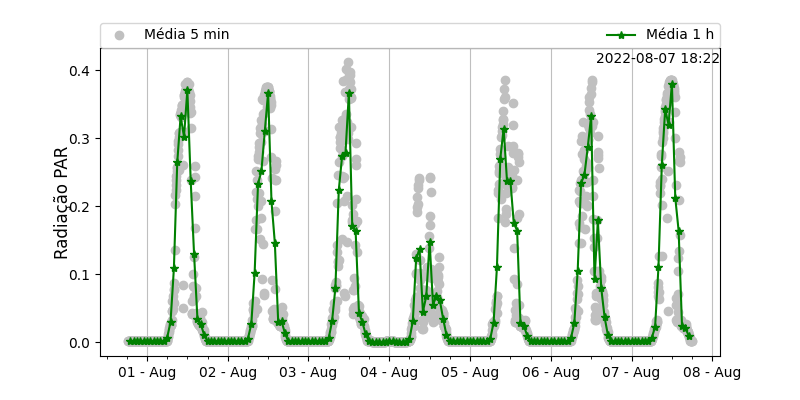 Média 5 min
Média 1 h
2022-08-07 18:22
Radiação PAR
0.4
0.3
0.2
0.1
0.0
01 - Aug
02 - Aug
03 - Aug
04 - Aug
05 - Aug
06 - Aug
07 - Aug
08 - Aug